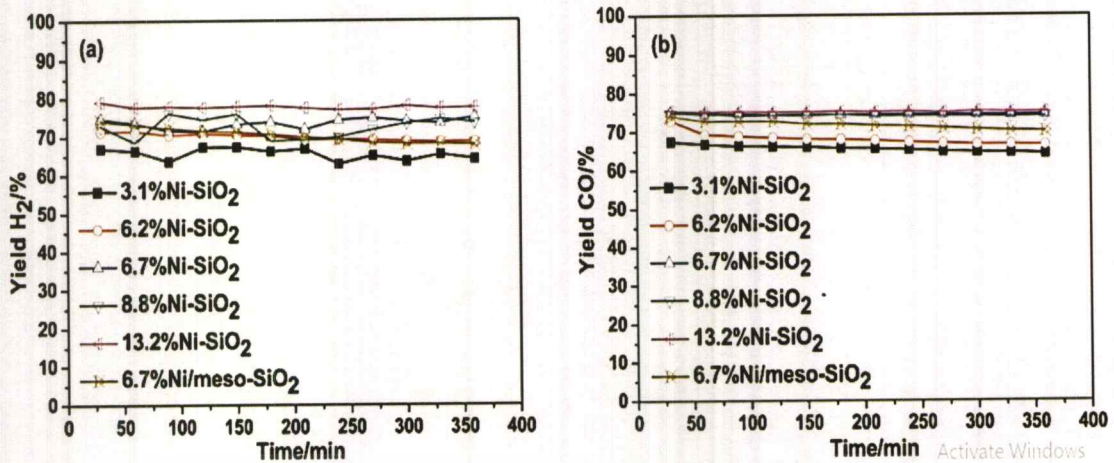 (a)
Yield H2/%
100
90
80
70
60
50
40
30
20
10
0
3.1%Ni-SiO2
6.2%Ni-SiO2
6.7%Ni-SiO2
8.8%Ni-SiO2
13.2%Ni-SiO2
6.7%Ni/meso-SiO2
0 50 100 150 200 250 300 350 400
Time/min
(b)
Yield CO/%
100
90
80
70
60
50
40
30
20
10
0
3.1%Ni-SiO2
6.2%Ni-SiO2
6.7%Ni-SiO2
8.8%Ni-SiO2
13.2%Ni-SiO2
6.7%Ni/meso-SiO2
0 50 100 150 200 250 300 350 400
Time/min
Activate Windows